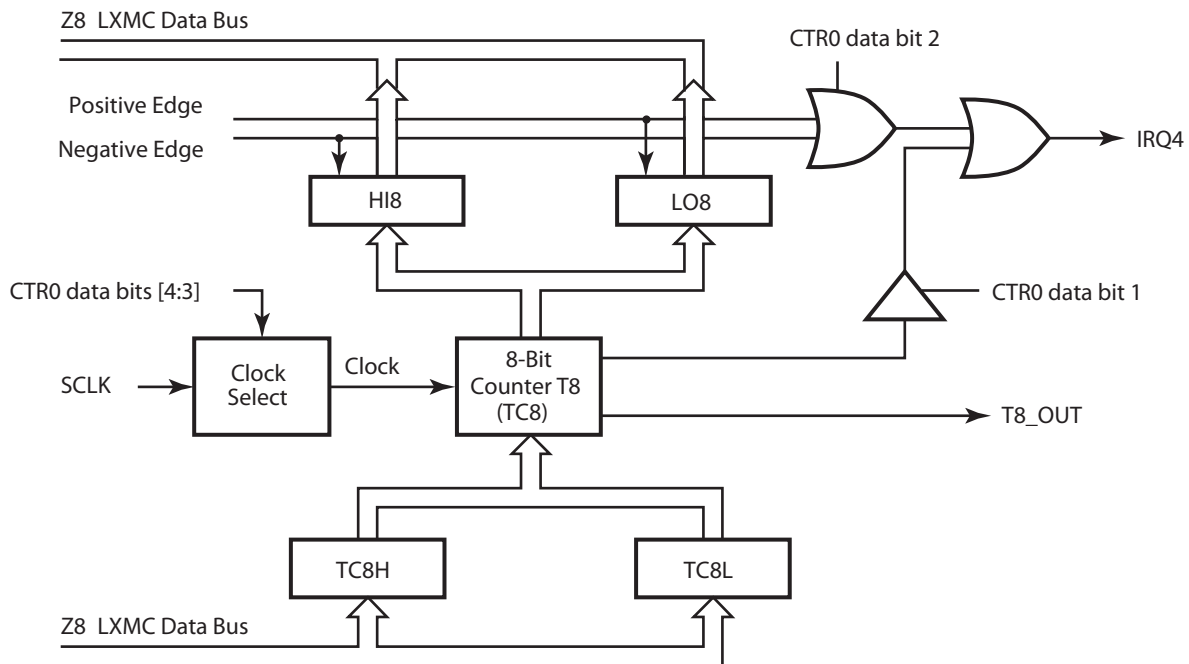 Z8 LXMC Data Bus
CTR0 data bit 2
Positive Edge
Negative Edge
IRQ4
HI8
LO8
CTR0 data bits [4:3]
CTR0 data bit 1
SCLK
Clock
Select
Clock
8-Bit
Counter T8
(TC8)
T8_OUT
TC8H
TC8L
Z8 LXMC Data Bus